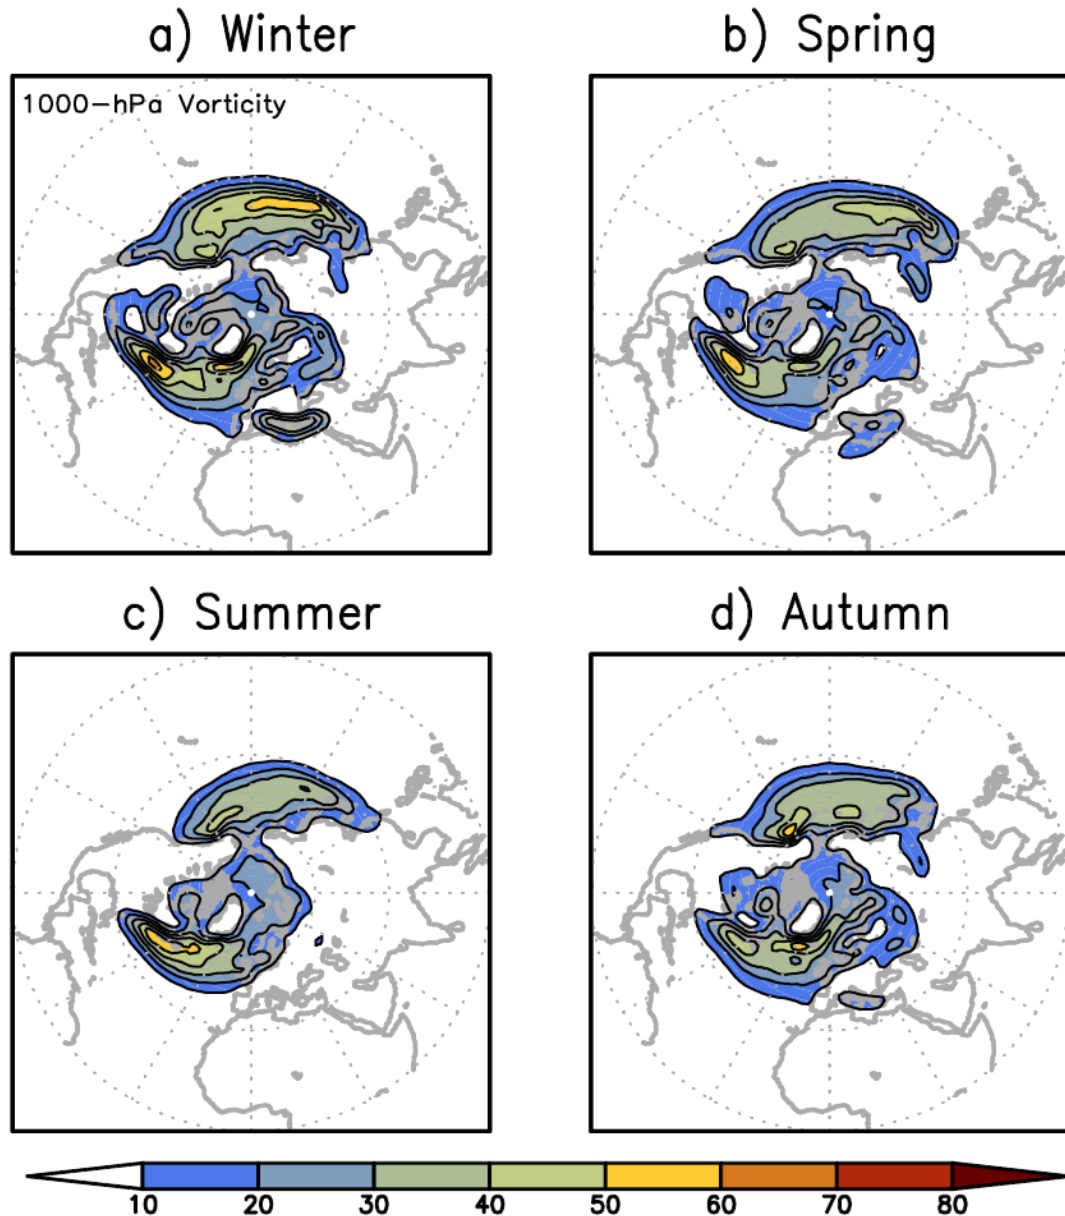 a) Winter
b) Spring
1000-hPa Vorticity
c) Summer
d) Autumn
10 20 30 40 50 60 70 80